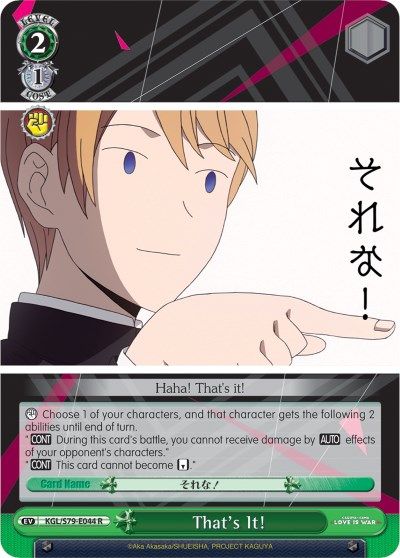 LEVEL
2
1
COST
それな!
Haha! That's it!
Choose 1 of your characters, and that character gets the following 2
abilities until end of turn.
"CONT During this card's battle, you cannot receive damage by AUTO effects
of your opponent's characters."
"CONT This card cannot become ."
Card Name それな!
EV KGL/S79-E044 R That's It!
KAGUYA-SAMA
LOVE IS WAR
©Aka Akasaka/SHUEISHA, PROJECT KAGUYA